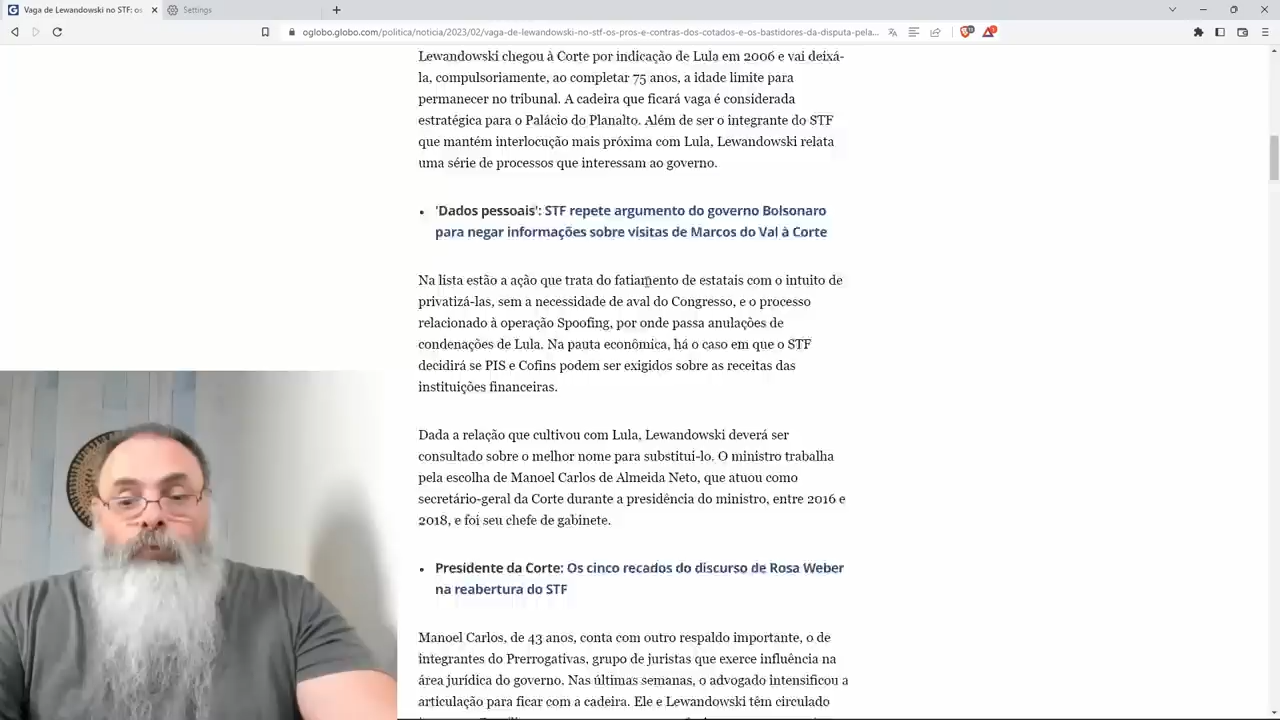 Vaga de Lewandowski no STF: os
Settings
oglobo.globo.com/politica/noticia/2023/02/vaga-de-lewandowski-no-stf-os-pros-e-contras-dos-cotados-e-os-bastidores-da-disputa-pela...
Lewandowski chegou à Corte por indicação de Lula em 2006 e vai deixá-
la, compulsoriamente, ao completar 75 anos, a idade limite para
permanecer no tribunal. A cadeira que ficará vaga é considerada
estratégica para o Palácio do Planalto. Além de ser o integrante do STF
que mantém interlocução mais próxima com Lula, Lewandowski relata
uma série de processos que interessam ao governo.
• 'Dados pessoais': STF repete argumento do governo Bolsonaro
para negar informações sobre visitas de Marcos do Val à Corte
Na lista estão a ação que trata do fatiamento de estatais com o intuito de
privatizá-las, sem a necessidade de aval do Congresso, e o processo
relacionado à operação Spoofing, por onde passa anulações de
condenações de Lula. Na pauta econômica, há o caso em que o STF
decidirá se PIS e Cofins podem ser exigidos sobre as receitas das
instituições financeiras.
Dada a relação que cultivou com Lula, Lewandowski deverá ser
consultado sobre o melhor nome para substitui-lo. O ministro trabalha
pela escolha de Manoel Carlos de Almeida Neto, que atuou como
secretário-geral da Corte durante a presidência do ministro, entre 2016 e
2018, e foi seu chefe de gabinete.
• Presidente da Corte: Os cinco recados do discurso de Rosa Weber
na reabertura do STF
Manoel Carlos, de 43 anos, conta com outro respaldo importante, o de
integrantes do Prerrogativas, grupo de juristas que exerce influência na
área jurídica do governo. Nas últimas semanas, o advogado intensificou a
articulação para ficar com a cadeira. Ele e Lewandowski têm circulado